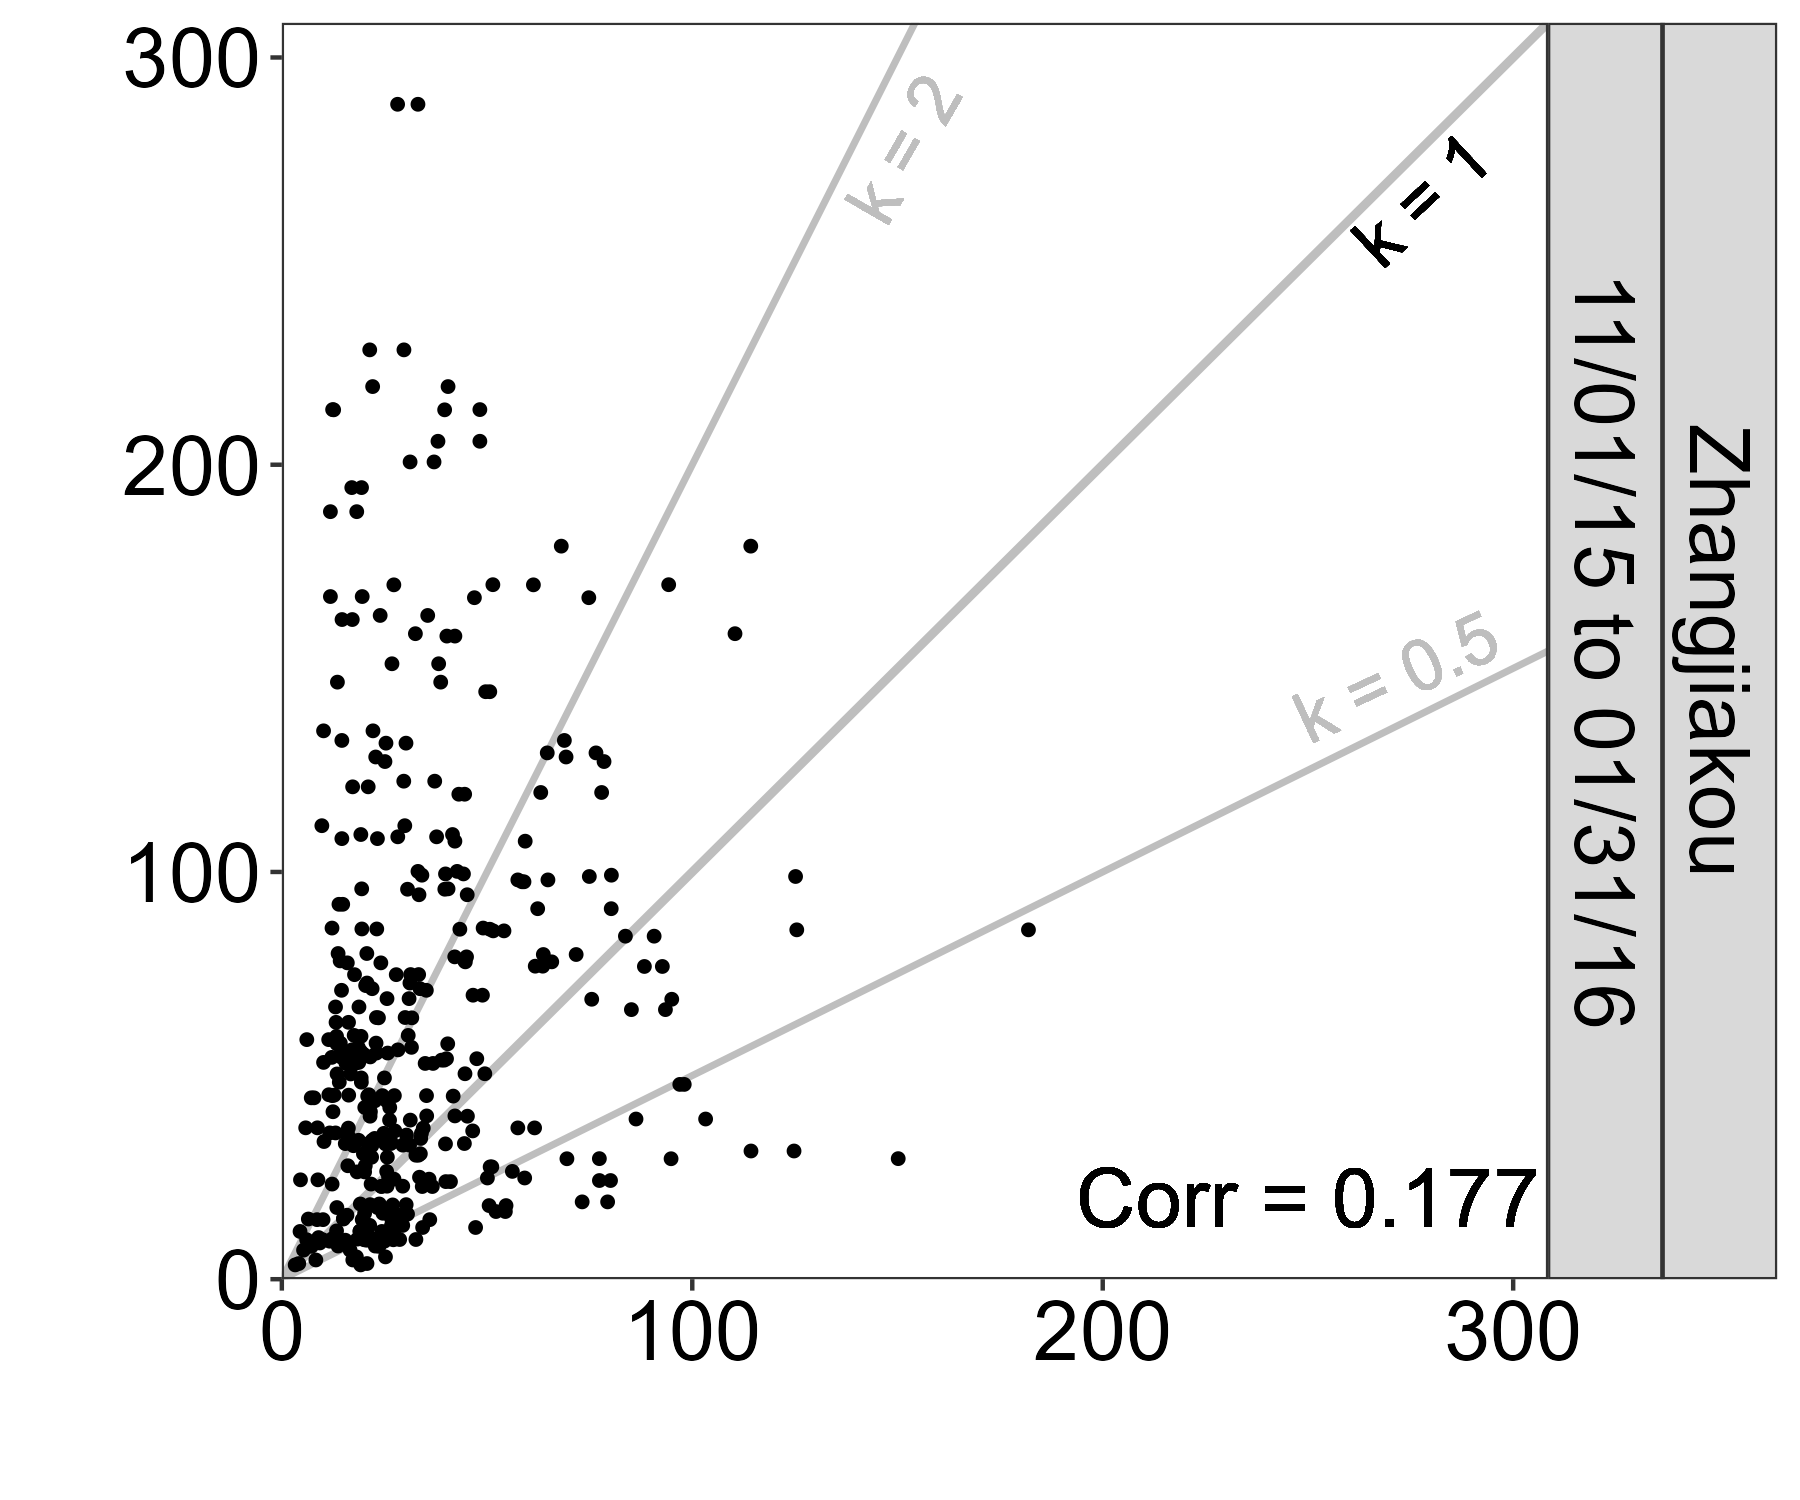 300
200
100
0
0
100
200
300
k = 2
k = 1
k = 0.5
Corr = 0.177
11/01/15 to 01/31/16
Zhangjiakou